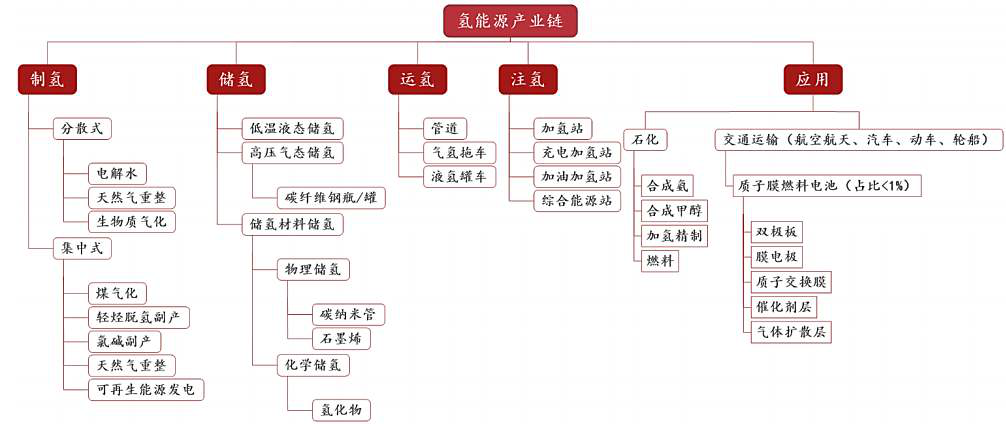 氢能源产业链
制氢
分散式
电解水
天然气重整
生物质气化
集中式
煤气化
轻烃脱氢副产
氯碱副产
天然气重整
可再生能源发电
储氢
低温液态储氢
高压气态储氢
碳纤维钢瓶/罐
储氢材料储氢
物理储氢
碳纳米管
石墨烯
化学储氢
氢化物
运氢
管道
气氢拖车
液氢罐车
注氢
加氢站
充电加氢站
加油加氢站
综合能源站
应用
石化
合成氨
合成甲醇
加氢精制
燃料
交通运输（航空航天、汽车、动车、轮船）
质子膜燃料电池（占比<1%）
双极板
膜电极
质子交换膜
催化剂层
气体扩散层